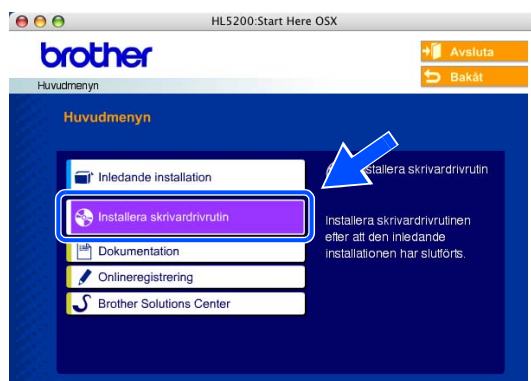 HL5200:Start Here OSX
brother
Avsluta
Bakåt
Huvudmenyn
Huvudmenyn
Inledande installation
Installera skrivardrivrutin
Dokumentation
Onlineregistrering
Brother Solutions Center
skrivardrivrutin
Installera skrivardrivrutinen
efter att den inledande
installationen har slutförts.